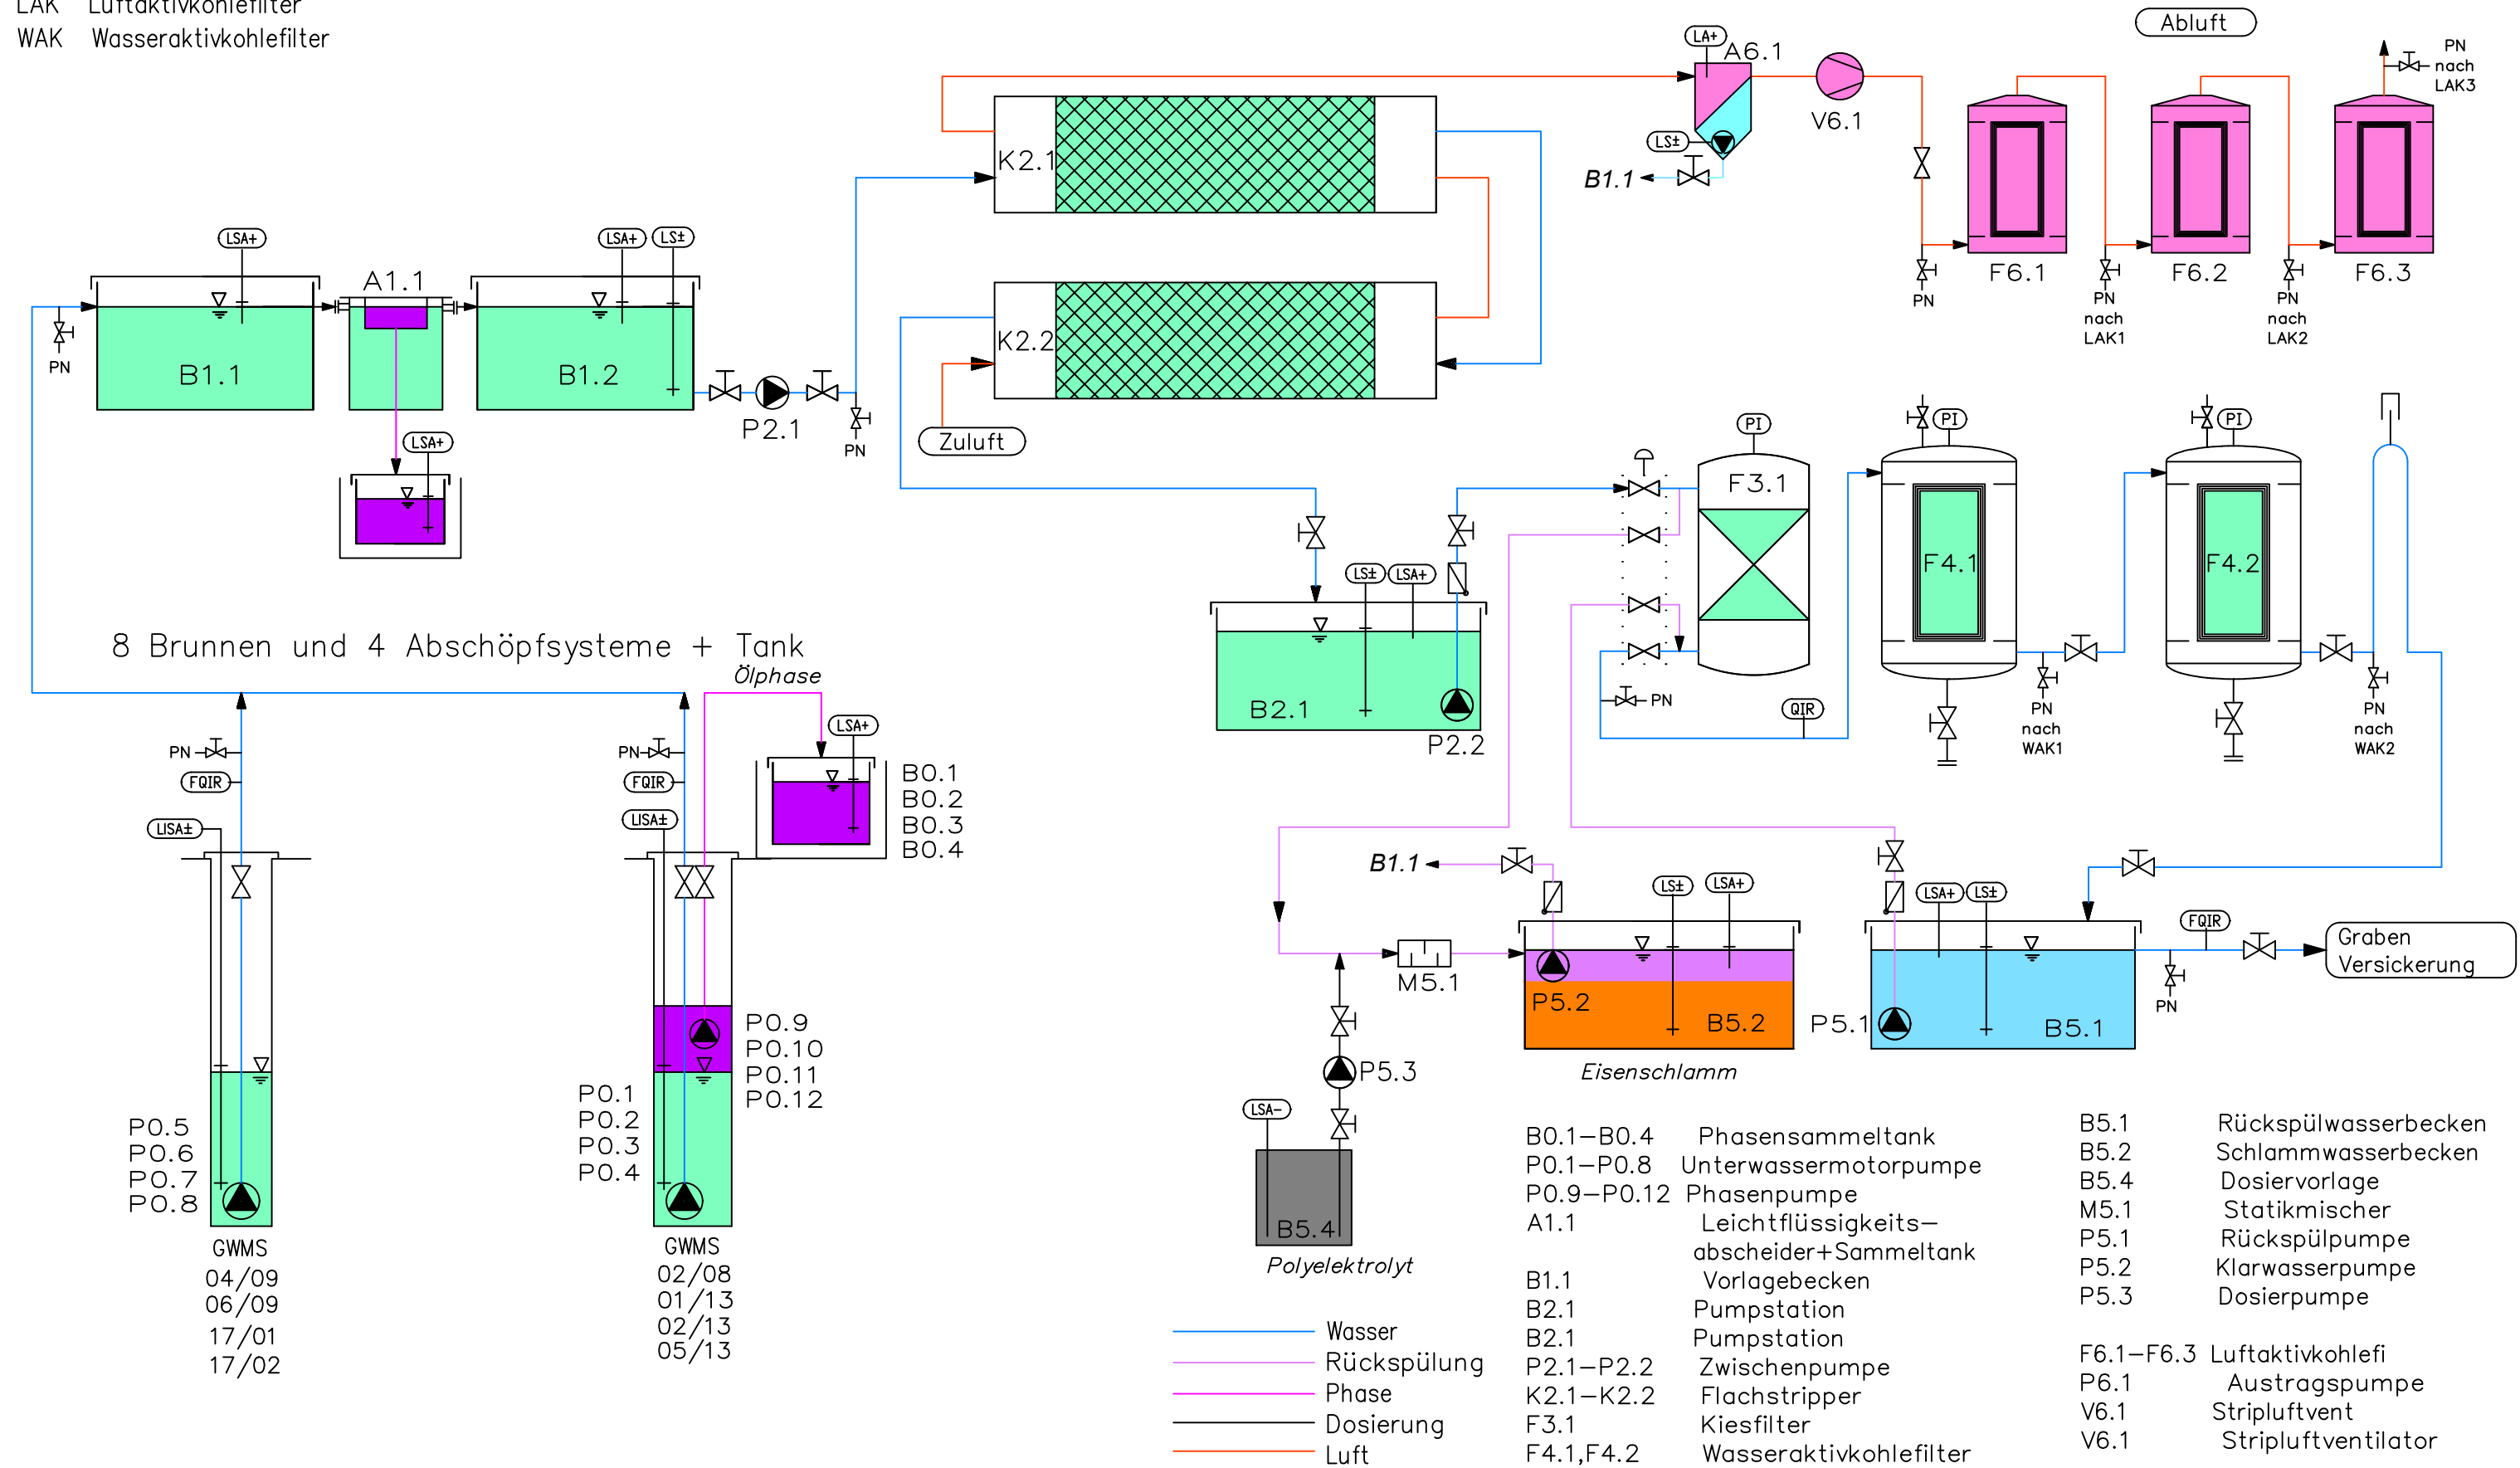 LAK Luftaktivkohlefilter
WAK Wasseraktivkohlefilter
Abluft
LA+
A6.1
PN
nach
LAK3
V6.1
LS±
B1.1
K2.1
F6.1
F6.2
F6.3
PN
PN
nach
LAK1
PN
nach
LAK2
LSA+
LSA+
LS±
A1.1
B1.1
B1.2
PN
K2.2
P2.1
PN
Zuluft
LSA+
PI
PI
PI
F3.1
F4.1
F4.2
LS±
LSA+
B2.1
P2.2
PN
QIR
PN
nach
WAK1
PN
nach
WAK2
8 Brunnen und 4 Abschöpfsysteme + Tank
Ölphase
LSA+
PN
PN
FQIR
FQIR
LISA±
LISA±
B0.1
B0.2
B0.3
B0.4
B1.1
LS±
LSA+
LSA+
LS±
FQIR
Graben
Versickerung
PN
M5.1
P5.2
B5.2
P5.1
B5.1
Eisenschlamm
P5.3
LSA−
B5.4
Polyelektrolyt
P0.9
P0.10
P0.11
P0.12
P0.1
P0.2
P0.3
P0.4
P0.5
P0.6
P0.7
P0.8
GWMS
04/09
06/09
17/01
17/02
GWMS
02/08
01/13
02/13
05/13
Wasser
Rückspülung
Phase
Dosierung
Luft
B0.1−B0.4 Phasensammeltank
P0.1−P0.8 Unterwassermotorpumpe
P0.9−P0.12 Phasenpumpe
A1.1 Leichtflüssigkeits−
abscheider+Sammeltank
B1.1 Vorlagebecken
B2.1 Pumpstation
B2.1 Pumpstation
P2.1−P2.2 Zwischenpumpe
K2.1−K2.2 Flachstripper
F3.1 Kiesfilter
F4.1,F4.2 Wasseraktivkohlefilter
B5.1 Rückspülwasserbecken
B5.2 Schlammwasserbecken
B5.4 Dosiervorlage
M5.1 Statikmischer
P5.1 Rückspülpumpe
P5.2 Klarwasserpumpe
P5.3 Dosierpumpe
F6.1−F6.3 Luftaktivkohlefi
P6.1 Austragspumpe
V6.1 Stripluftvent
V6.1 Stripluftventilator